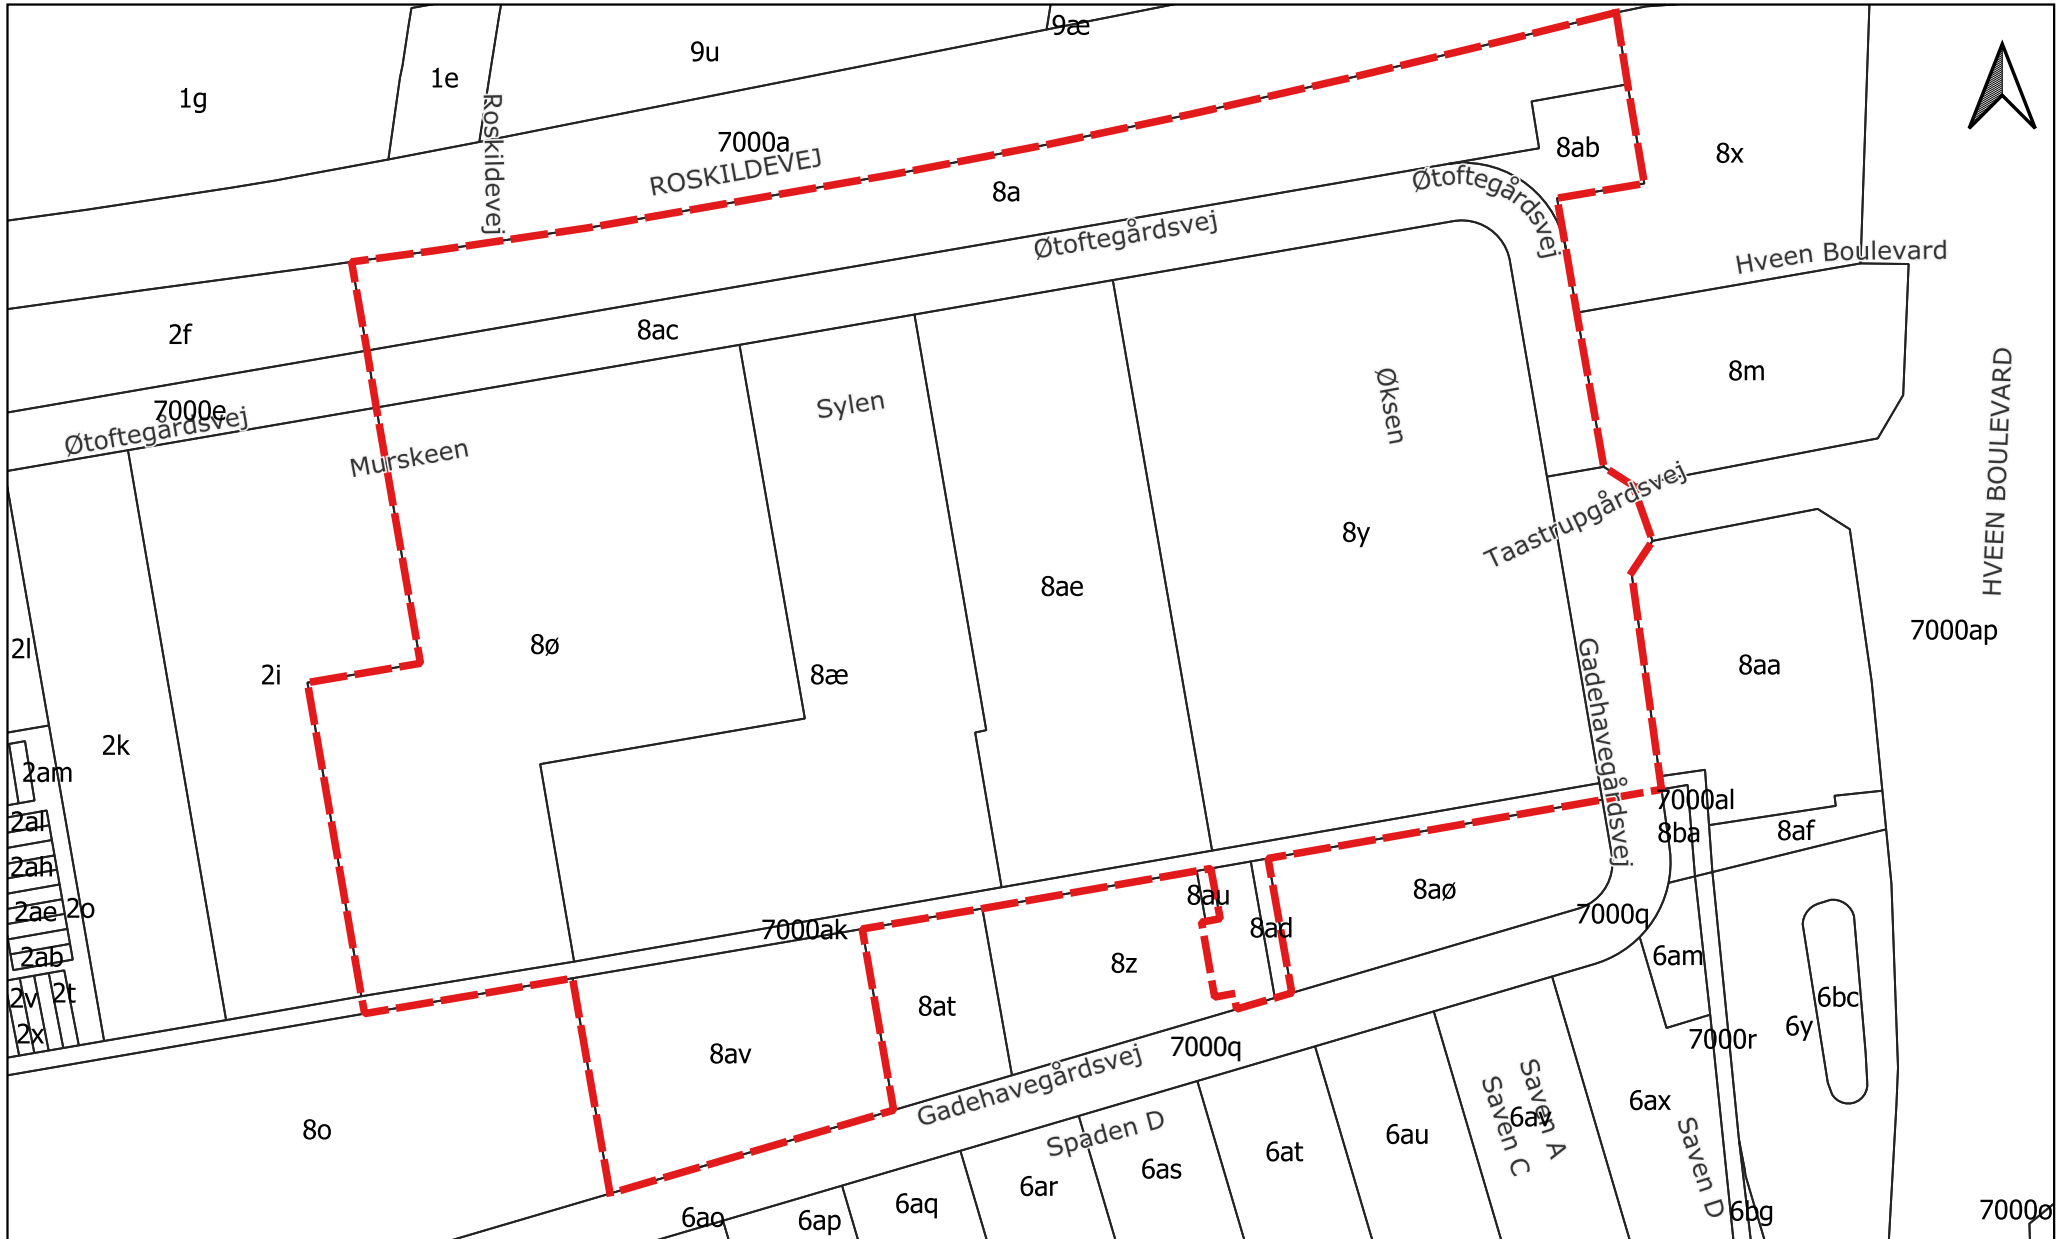 9æ
9u
1e
1g
Roskildevej
7000a
ROSKILDEVEJ
8ab
8x
8a
Øtoftegårdsvej
Øtoftegårdsvej
Hveen Boulevard
2f
8ac
8m
7000e
Øtoftegårdsvej
Murskeen
Sylen
Øksen
HVEEN BOULEVARD
8y
Taastrupgårdsvej
8ae
7000ap
2l
2i
8ø
8æ
8aa
Gadehavegårdsvej
2k
2am
7000al
2al
8ba
8af
2ah
8au
8aø
2ae
2o
7000ak
8ad
7000q
2ab
8z
6am
2v
2t
8at
6bc
2x
6y
7000r
8av
7000q
Gadehavegårdsvej
8o
Spaden D
Saven A
Saven C
6av
6ax
Saven D
6au
6at
6as
6ar
6aq
6ap
6ao
6bg
7000o